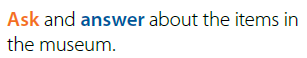 Ask and answer about the items in
the museum.